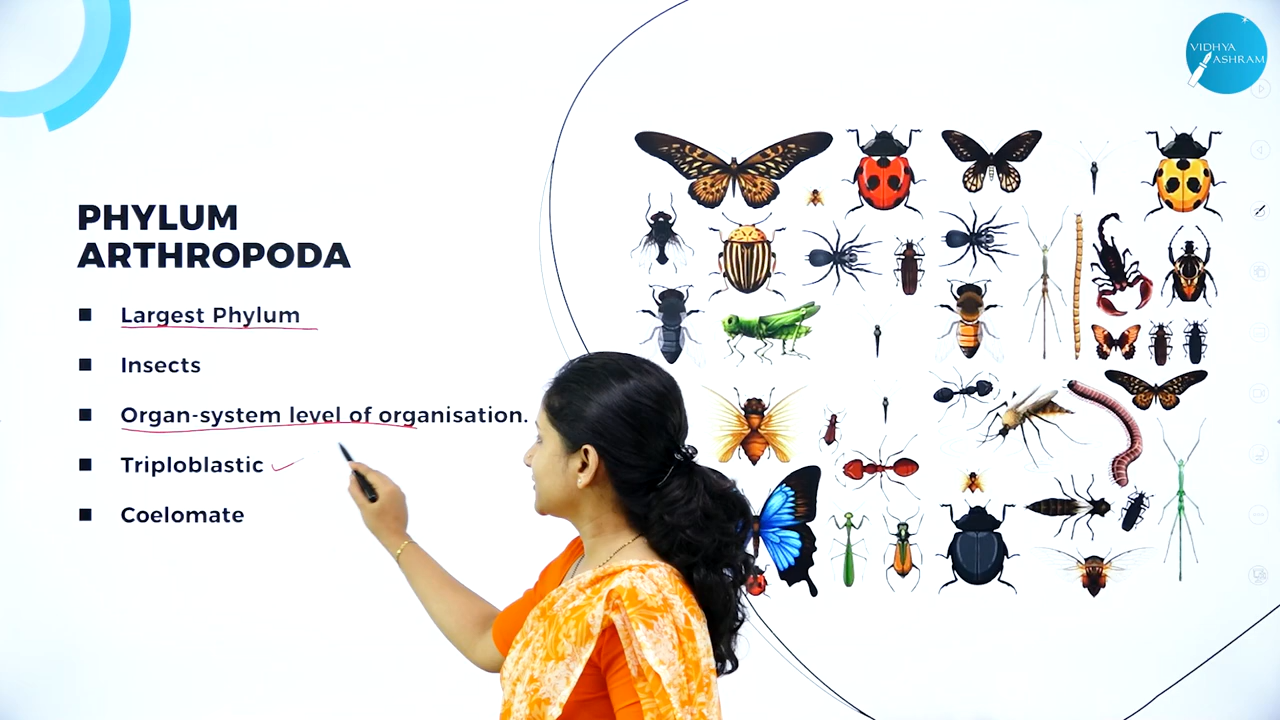 VIDHYA
ASHRAM
PHYLUM
ARTHROPODA
Largest Phylum
Insects
Organ-system level of organisation.
Triploblastic
Coelomate